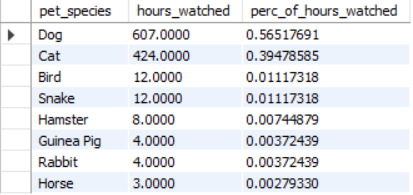 pet_species hours_watched perc_of_hours_watched
Dog 607.0000 0.56517691
Cat 424.0000 0.39478585
Bird 12.0000 0.01117318
Snake 12.0000 0.01117318
Hamster 8.0000 0.00744879
Guinea Pig 4.0000 0.00372439
Rabbit 4.0000 0.00372439
Horse 3.0000 0.00279330